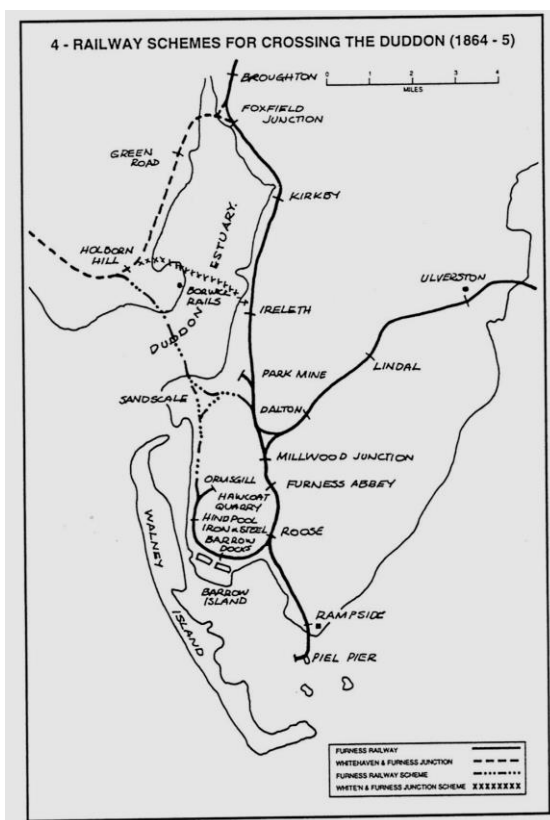 4 - RAILWAY SCHEMES FOR CROSSING THE DUDDON (1864 - 5)
BROUGHTON
0 1 2 3 4
MILES
FOXFIELD
JUNCTION
GREEN
ROAD
KIRKBY
HOLBORN
HILL
ESTUARY.
ULVERSTON
BORWICK
RAILS
IRELETH
DUDDON
LINDAL
PARK MINE
SANDSCALE
DALTON
MILLWOOD JUNCTION
ORMSGILL
FURNESS ABBEY
HAWCOAT
QUARRY
HINDPOOL
IRON & STEEL
ROOSE
BARROW
DOCKS
WALNEY
ISLAND
BARROW
ISLAND
RAMPSIDE
PIEL PIER
FURNESS RAILWAY
WHITEHAVEN & FURNESS JUNCTION
FURNESS RAILWAY SCHEME
WHITE'N & FURNESS JUNCTION SCHEME XXXXXXXX